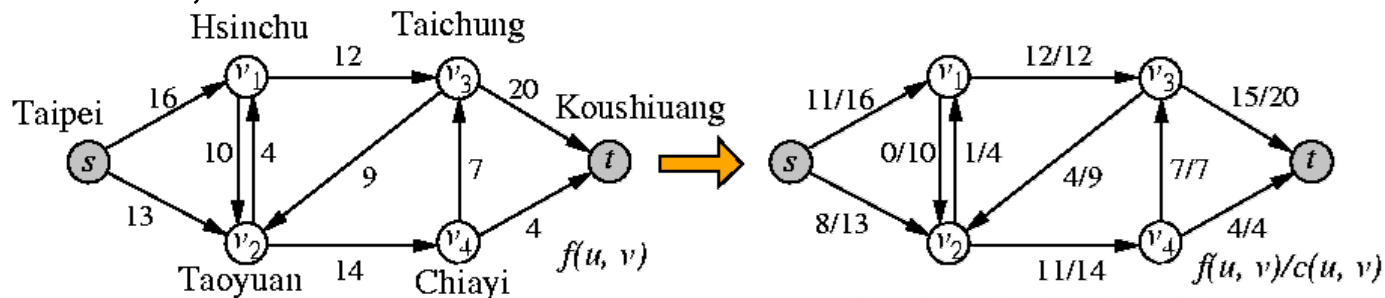 Hsinchu
Taichung
Taipei
Koushiuang
Taoyuan
Chiayi
s
v1
v2
v3
v4
t
16
13
12
10
4
9
7
20
14
4
f(u, v)
s
v1
v2
v3
v4
t
11/16
8/13
12/12
0/10
1/4
4/9
7/7
15/20
11/14
4/4
f(u, v)/c(u, v)